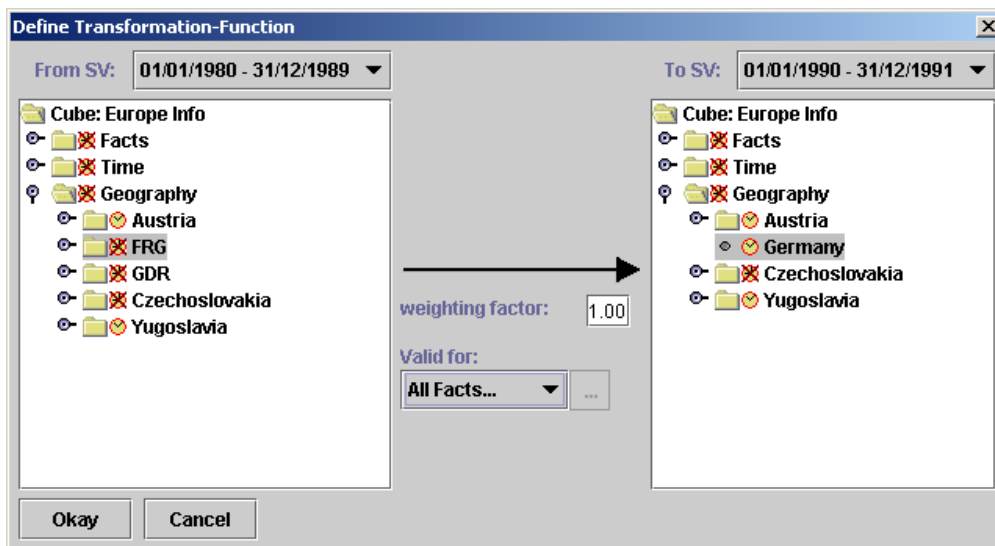 Define Transformation-Function
From SV: 01/01/1980 - 31/12/1989
To SV: 01/01/1990 - 31/12/1991
Cube: Europe Info
Facts
Time
Geography
Austria
FRG
GDR
Czechoslovakia
Yugoslavia
weighting factor: 1.00
Valid for:
All Facts...
...
Cube: Europe Info
Facts
Time
Geography
Austria
Germany
Czechoslovakia
Yugoslavia
Okay
Cancel